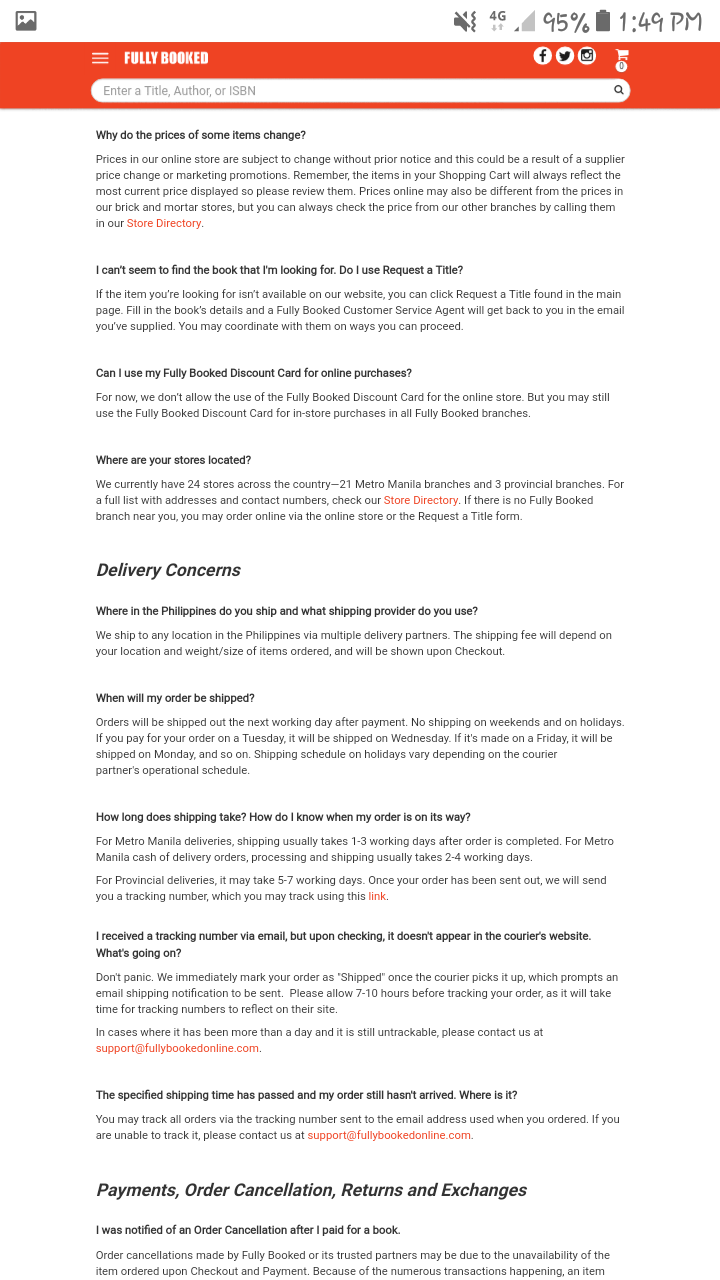 4G 95% 1:49 PM
FULLY BOOKED
0
Enter a Title, Author, or ISBN
Why do the prices of some items change?
Prices in our online store are subject to change without prior notice and this could be a result of a supplier
price change or marketing promotions. Remember, the items in your Shopping Cart will always reflect the
most current price displayed so please review them. Prices online may also be different from the prices in
our brick and mortar stores, but you can always check the price from our other branches by calling them
in our Store Directory.
I can't seem to find the book that I'm looking for. Do I use Request a Title?
If the item you're looking for isn't available on our website, you can click Request a Title found in the main
page. Fill in the book's details and a Fully Booked Customer Service Agent will get back to you in the email
you've supplied. You may coordinate with them on ways you can proceed.
Can I use my Fully Booked Discount Card for online purchases?
For now, we don't allow the use of the Fully Booked Discount Card for the online store. But you may still
use the Fully Booked Discount Card for in-store purchases in all Fully Booked branches.
Where are your stores located?
We currently have 24 stores across the country—21 Metro Manila branches and 3 provincial branches. For
a full list with addresses and contact numbers, check our Store Directory. If there is no Fully Booked
branch near you, you may order online via the online store or the Request a Title form.
Delivery Concerns
Where in the Philippines do you ship and what shipping provider do you use?
We ship to any location in the Philippines via multiple delivery partners. The shipping fee will depend on
your location and weight/size of items ordered, and will be shown upon Checkout.
When will my order be shipped?
Orders will be shipped out the next working day after payment. No shipping on weekends and on holidays.
If you pay for your order on a Tuesday, it will be shipped on Wednesday. If it's made on a Friday, it will be
shipped on Monday, and so on. Shipping schedule on holidays vary depending on the courier
partner's operational schedule.
How long does shipping take? How do I know when my order is on its way?
For Metro Manila deliveries, shipping usually takes 1-3 working days after order is completed. For Metro
Manila cash of delivery orders, processing and shipping usually takes 2-4 working days.
For Provincial deliveries, it may take 5-7 working days. Once your order has been sent out, we will send
you a tracking number, which you may track using this link.
I received a tracking number via email, but upon checking, it doesn't appear in the courier's website.
What's going on?
Don't panic. We immediately mark your order as "Shipped" once the courier picks it up, which prompts an
email shipping notification to be sent. Please allow 7-10 hours before tracking your order, as it will take
time for tracking numbers to reflect on their site.
In cases where it has been more than a day and it is still untrackable, please contact us at
support@fullybookedonline.com.
The specified shipping time has passed and my order still hasn't arrived. Where is it?
You may track all orders via the tracking number sent to the email address used when you ordered. If you
are unable to track it, please contact us at support@fullybookedonline.com.
Payments, Order Cancellation, Returns and Exchanges
I was notified of an Order Cancellation after I paid for a book.
Order cancellations made by Fully Booked or its trusted partners may be due to the unavailability of the
item ordered upon Checkout and Payment. Because of the numerous transactions happening, an item